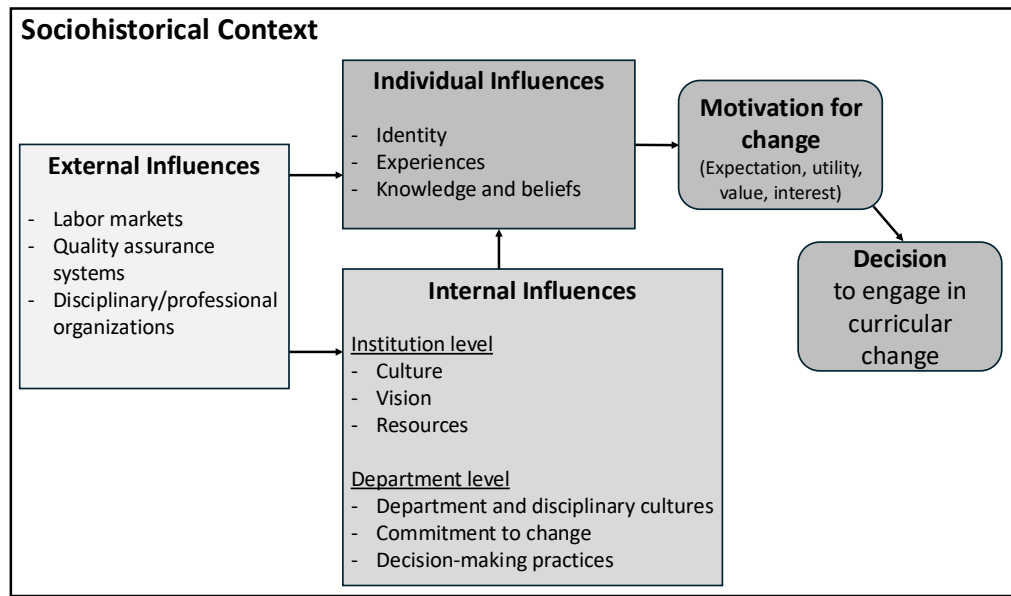 Sociohistorical Context
External Influences
- Labor markets
- Quality assurance
systems
- Disciplinary/professional
organizations
Individual Influences
- Identity
- Experiences
- Knowledge and beliefs
Internal Influences
Institution level
- Culture
- Vision
- Resources
Department level
- Department and disciplinary cultures
- Commitment to change
- Decision-making practices
Motivation for
change
(Expectation, utility,
value, interest)
Decision
to engage in
curricular
change